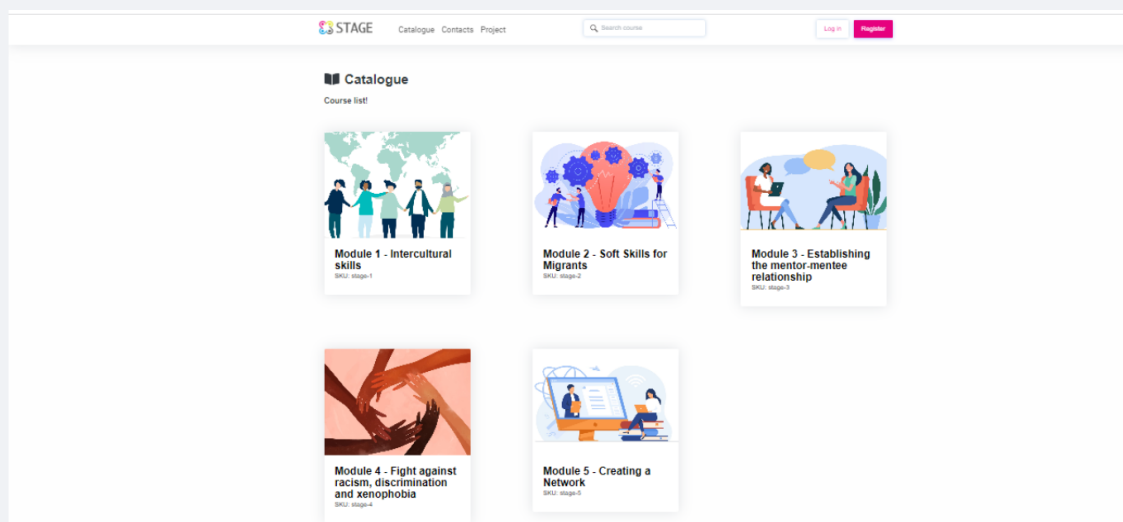 STAGE
Catalogue Contacts Project
Search course
Log in
Register
Catalogue
Course list!
Module 1 - Intercultural
skills
SKU: stage-1
Module 2 - Soft Skills for
Migrants
SKU: stage-2
Module 3 - Establishing
the mentor-mentee
relationship
SKU: stage-3
Module 4 - Fight against
racism, discrimination
and xenophobia
SKU: stage-4
Module 5 - Creating a
Network
SKU: stage-5